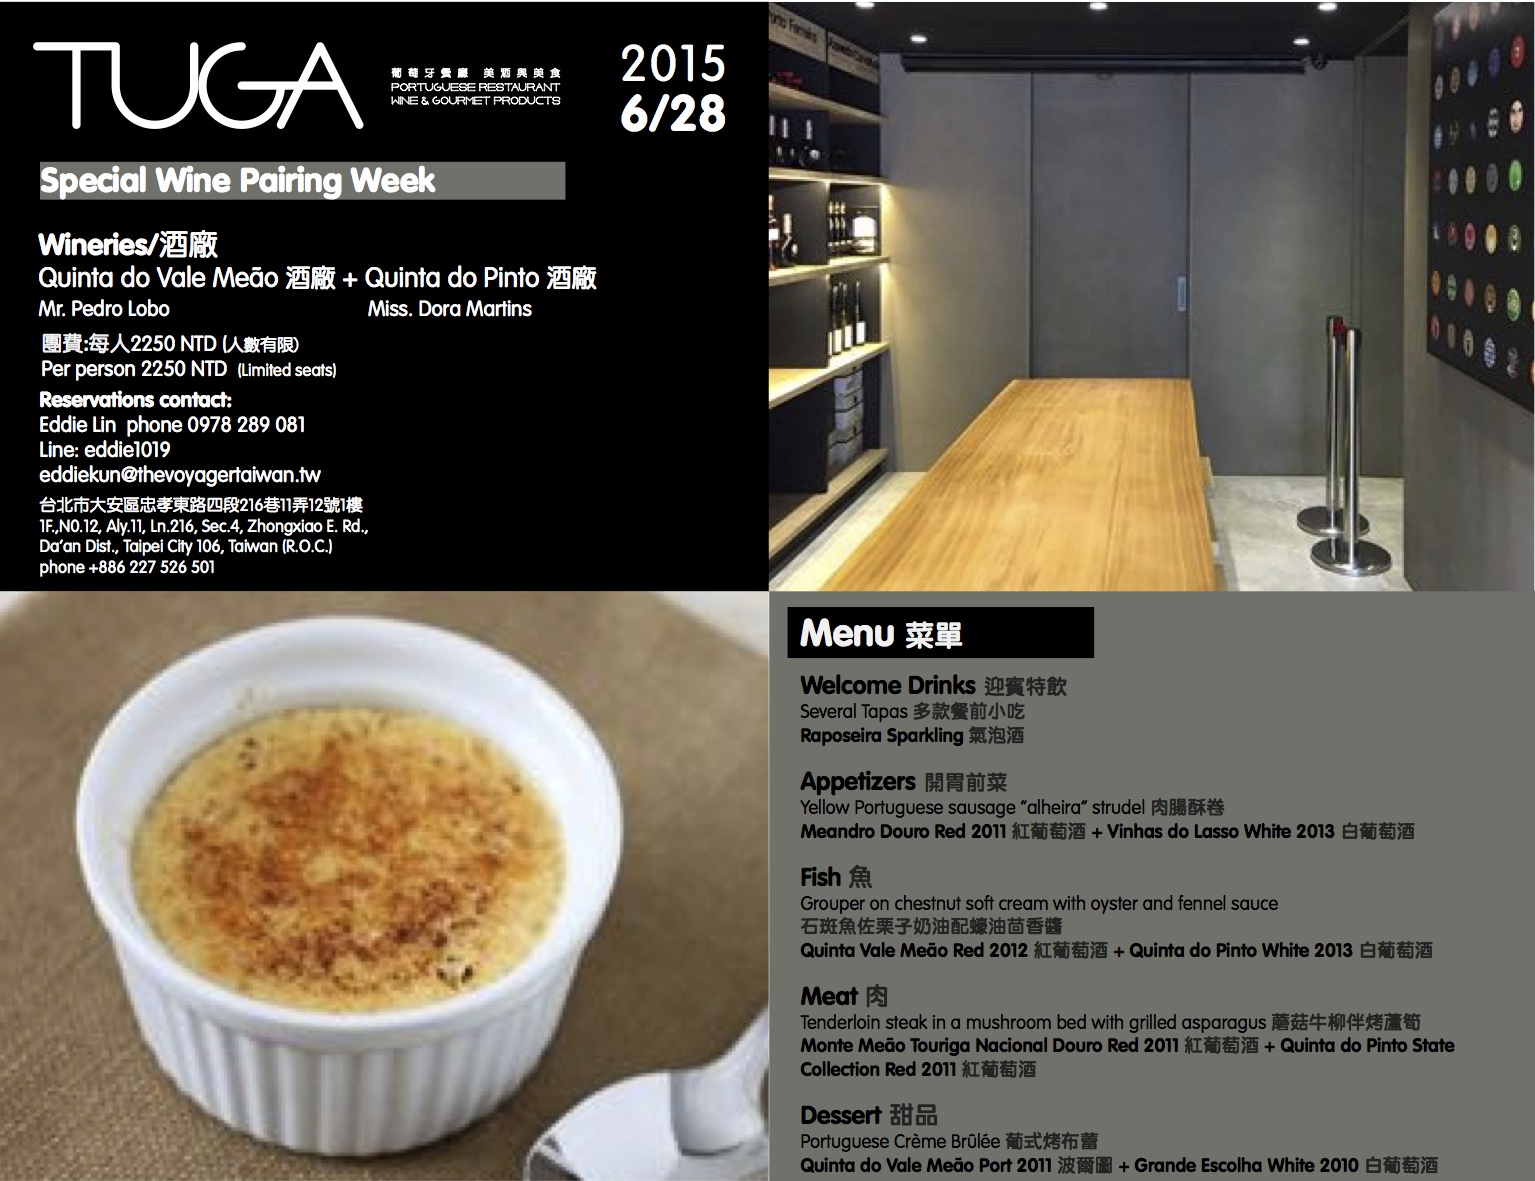 TUGA
葡萄牙餐廳 美酒與美食
PORTUGUESE RESTAURANT
WINE & GOURMET PRODUCTS
2015
6/28
Special Wine Pairing Week
Wineries/酒廠
Quinta do Vale Meão 酒廠 + Quinta do Pinto 酒廠
Mr. Pedro Lobo Miss. Dora Martins
團費:每人2250 NTD (人數有限)
Per person 2250 NTD (Limited seats)
Reservations contact:
Eddie Lin phone 0978 289 081
Line: eddie1019
eddiekun@thevoyagertaiwan.tw
台北市大安區忠孝東路四段216巷11弄12號1樓
1F.,N0.12, Aly.11, Ln.216, Sec.4, Zhongxiao E. Rd.,
Da'an Dist., Taipei City 106, Taiwan (R.O.C.)
phone +886 227 526 501
Porto Ferreira
Menu 菜單
Welcome Drinks 迎賓特飲
Several Tapas 多款餐前小吃
Raposeira Sparkling 氣泡酒
Appetizers 開胃前菜
Yellow Portuguese sausage "alheira" strudel 肉腸酥卷
Meandro Douro Red 2011 紅葡萄酒 + Vinhas do Lasso White 2013 白葡萄酒
Fish 魚
Grouper on chestnut soft cream with oyster and fennel sauce
石斑魚佐栗子奶油配蠔油茴香醬
Quinta Vale Meão Red 2012 紅葡萄酒 + Quinta do Pinto White 2013 白葡萄酒
Meat 肉
Tenderloin steak in a mushroom bed with grilled asparagus 蘑菇牛柳伴烤蘆筍
Monte Meão Touriga Nacional Douro Red 2011 紅葡萄酒 + Quinta do Pinto State
Collection Red 2011 紅葡萄酒
Dessert 甜品
Portuguese Crème Brûlée 葡式烤布蕾
Quinta do Vale Meão Port 2011 波爾圖 + Grande Escolha White 2010 白葡萄酒